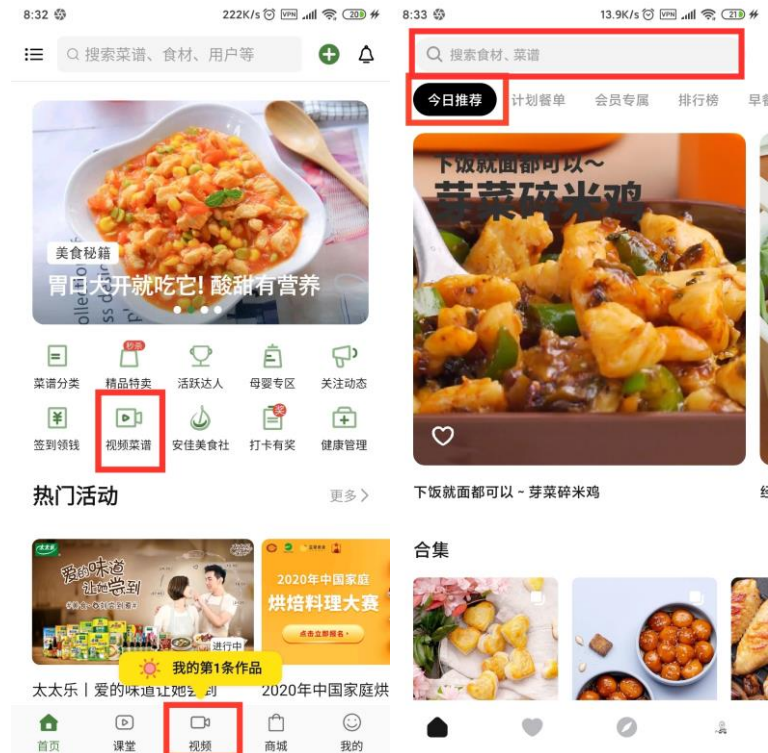 8:32
222K/s
VPN
20
搜索菜谱、食材、用户等
美食秘籍
胃口大开就吃它! 酸甜有营养
秒杀
菜谱分类
精品特卖
活跃达人
母婴专区
关注动态
奖
签到领钱
视频菜谱
安佳美食社
打卡有奖
健康管理
热门活动
更多
爱的味道
让她尝到
进行中
2020年中国家庭
烘焙料理大赛
点击立即报名
我的第1条作品
太太乐丨爱的味道让她尝到
2020年中国家庭烘
首页
课堂
视频
商城
我的
8:33
13.9K/s
VPN
21
搜索食材、菜谱
今日推荐
计划餐单
会员专属
排行榜
早餐
下饭就面都可以~
芽菜碎米鸡
下饭就面都可以 ~ 芽菜碎米鸡
合集